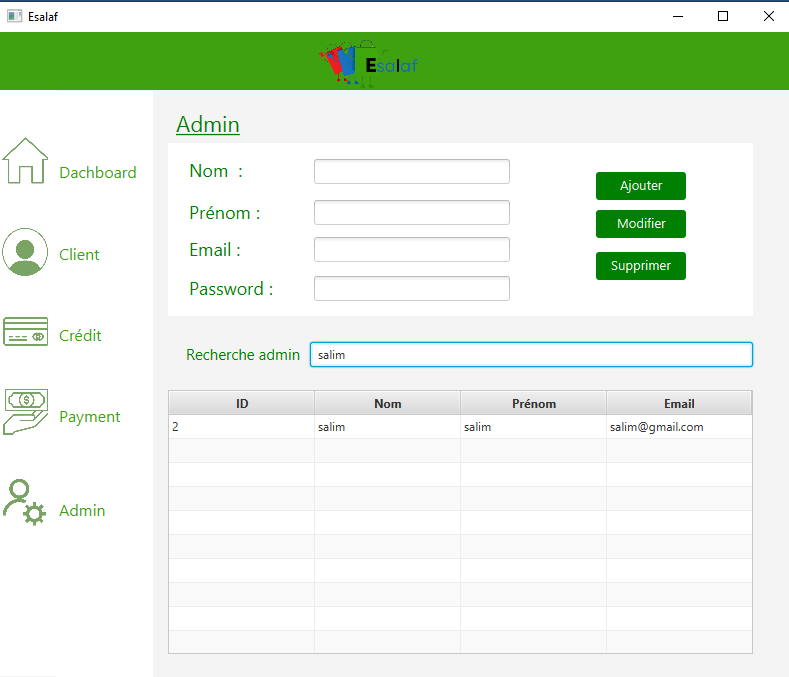 Esalaf
Esalaf
Admin
Dachboard
Client
Crédit
Payment
Admin
Nom :
Prénom :
Email :
Password :
Ajouter
Modifier
Supprimer
Recherche admin salim
ID Nom Prénom Email
2 salim salim salim@gmail.com